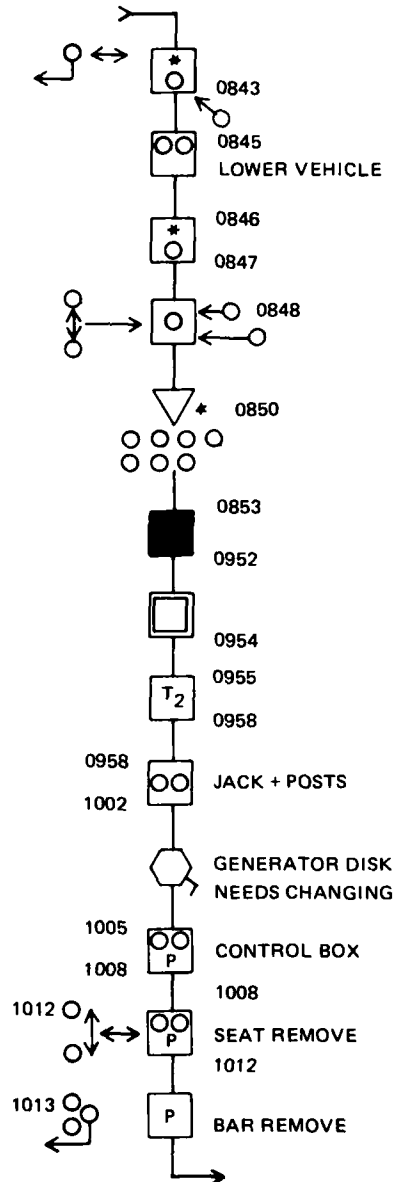 *
0843
0845
LOWER VEHICLE
0846
*
0847
0848
* 0850
0853
0952
0954
0955
T2
0958
0958
1002
JACK + POSTS
GENERATOR DISK
NEEDS CHANGING
1005
1008
P
CONTROL BOX
1008
1012
P
SEAT REMOVE
1012
1013
P
BAR REMOVE